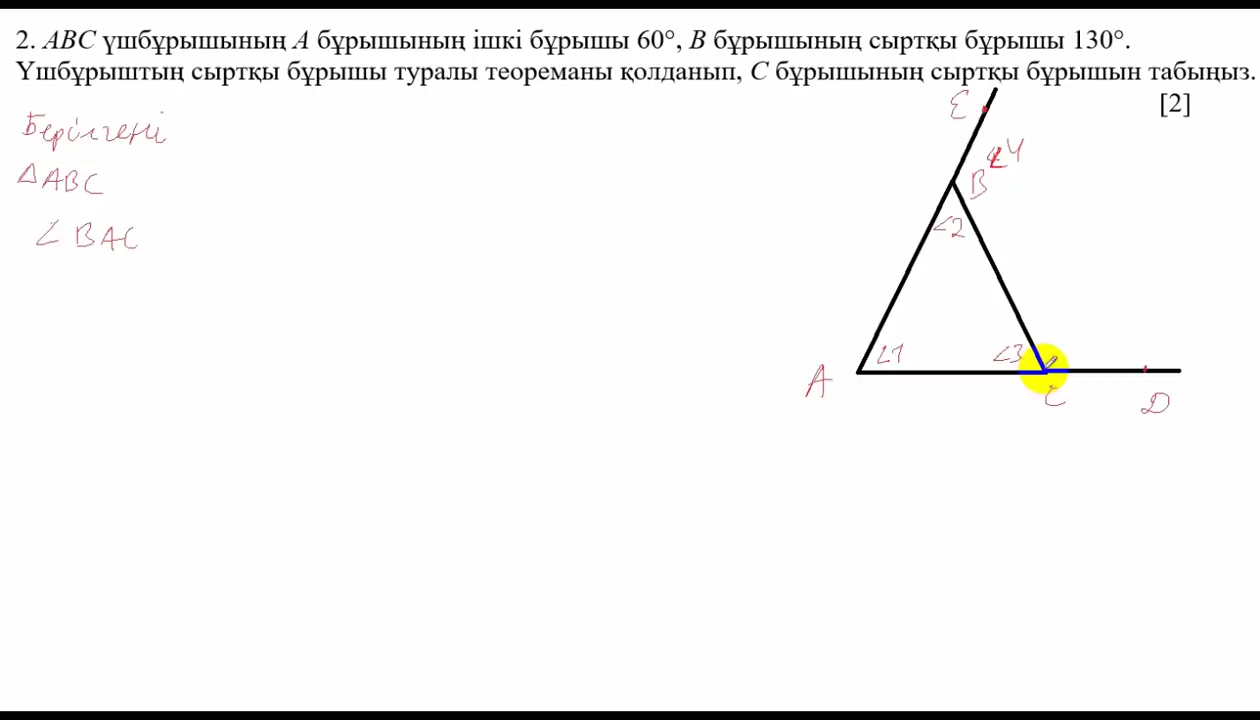 2. ABC үшбұрышының A бұрышының ішкі бұрышы 60°, B бұрышының сыртқы бұрышы 130°.
Үшбұрыштың сыртқы бұрышы туралы теореманы қолданып, C бұрышының сыртқы бұрышын табыңыз.
[2]
Берілгені
△ABC
∠BAC
E
∠4
B
∠2
∠1
∠3
A
C
D